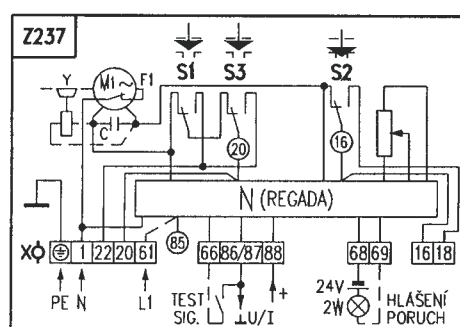 Z237
S1 S3 S2
Y M1~ F1
C
20 16
N (REGADA)
X 1 22 20 61 85 66 86/87 88 68 69 16 18
PE N L1 TEST SIG. ⊥U/I + 24V 2W HLÁŠENÍ PORUCH